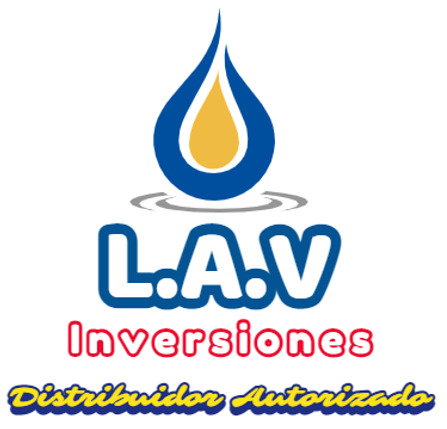 L.A.V
Inversiones
Distribuidor Autorizado